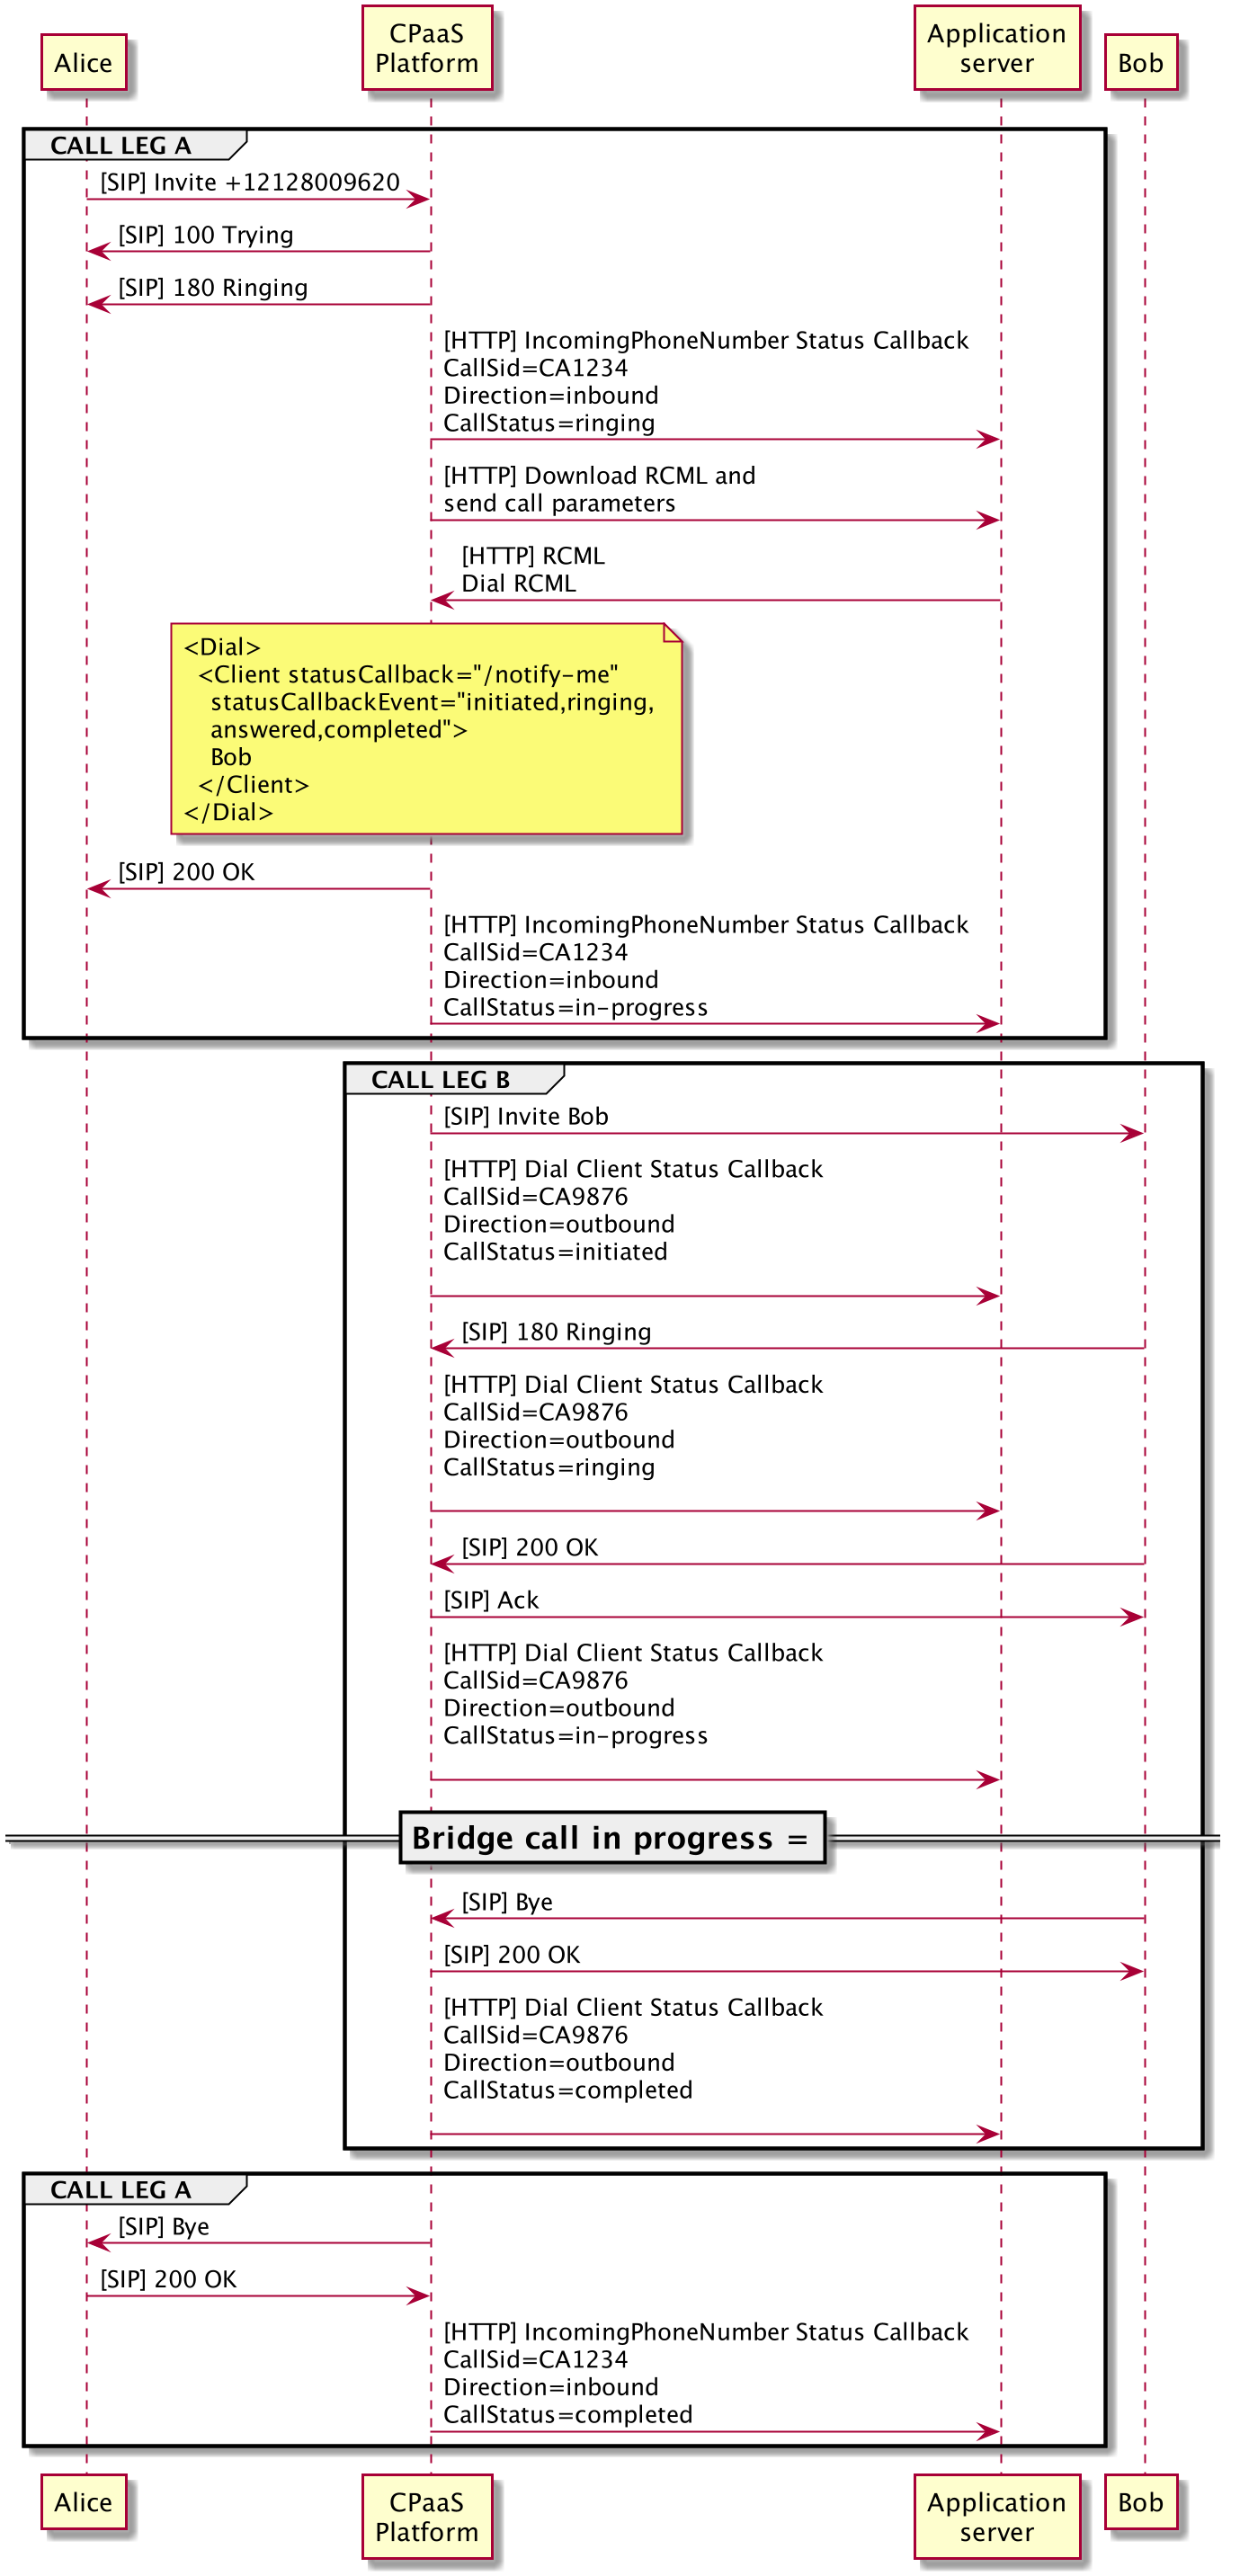 Alice
CPaaS
Platform
Application
server
Bob
CALL LEG A
[SIP] Invite +12128009620
[SIP] 100 Trying
[SIP] 180 Ringing
[HTTP] IncomingPhoneNumber Status Callback
CallSid=CA1234
Direction=inbound
CallStatus=ringing
[HTTP] Download RCML and
send call parameters
[HTTP] RCML
Dial RCML
<Dial>
<Client statusCallback="/notify-me"
statusCallbackEvent="initiated,ringing,
answered,completed">
Bob
</Client>
</Dial>
[SIP] 200 OK
[HTTP] IncomingPhoneNumber Status Callback
CallSid=CA1234
Direction=inbound
CallStatus=in-progress
CALL LEG B
[SIP] Invite Bob
[HTTP] Dial Client Status Callback
CallSid=CA9876
Direction=outbound
CallStatus=initiated
[SIP] 180 Ringing
[HTTP] Dial Client Status Callback
CallSid=CA9876
Direction=outbound
CallStatus=ringing
[SIP] 200 OK
[SIP] Ack
[HTTP] Dial Client Status Callback
CallSid=CA9876
Direction=outbound
CallStatus=in-progress
Bridge call in progress =
[SIP] Bye
[SIP] 200 OK
[HTTP] Dial Client Status Callback
CallSid=CA9876
Direction=outbound
CallStatus=completed
CALL LEG A
[SIP] Bye
[SIP] 200 OK
[HTTP] IncomingPhoneNumber Status Callback
CallSid=CA1234
Direction=inbound
CallStatus=completed
Alice
CPaaS
Platform
Application
server
Bob